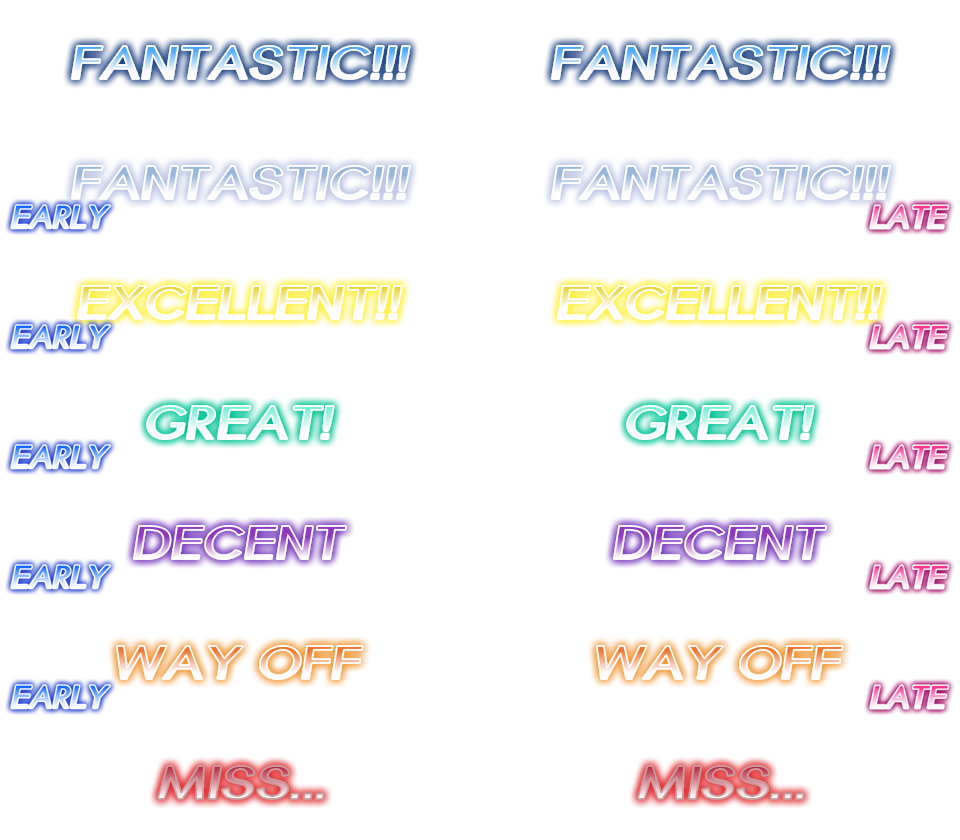 FANTASTIC!!! FANTASTIC!!!
FANTASTIC!!! FANTASTIC!!!
EARLY LATE
EXCELLENT!! EXCELLENT!!
EARLY LATE
GREAT! GREAT!
EARLY LATE
DECENT DECENT
EARLY LATE
WAY OFF WAY OFF
EARLY LATE
MISS... MISS...